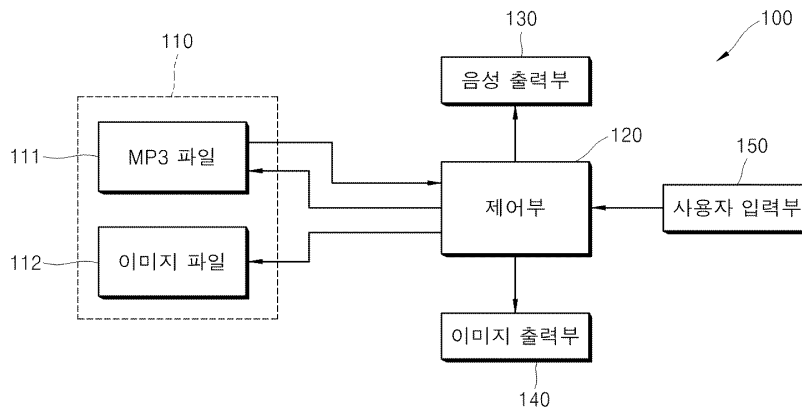 130
100
110
음성 출력부
120
111
MP3 파일
150
제어부
사용자 입력부
112
이미지 파일
이미지 출력부
140